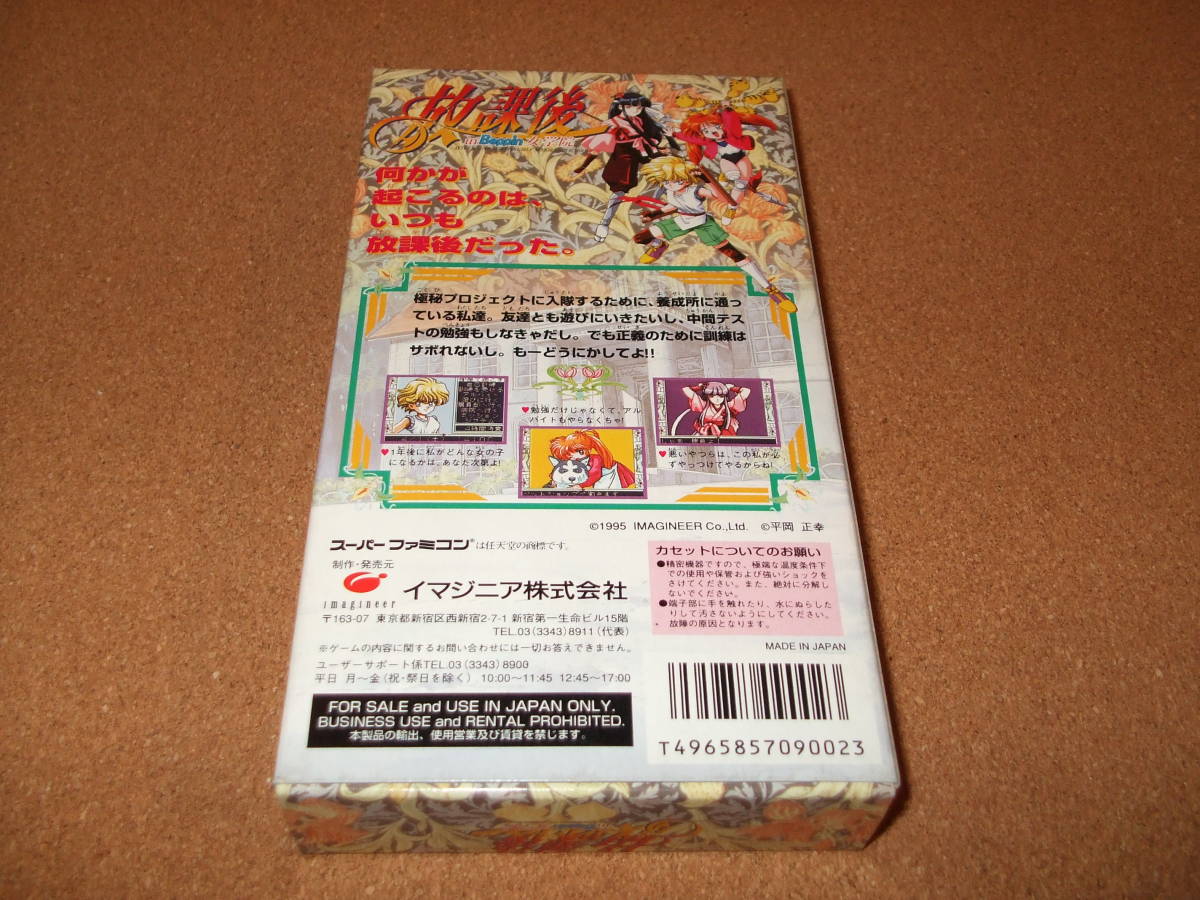 放課後
in Beppin 女学院
何かが
起こるのは、
いつも
放課後だった。
極秘プロジェクトに入隊するために、養成所に通っ
ている私達。友達とも遊びにいきたいし、中間テス
トの勉強もしなきゃだし。でも正義のために訓練は
サボれないし。もーどうにかしてよ!!
♥1年後に私がどんな女の子
になるかは。あなた次第よ!
♥勉強だけじゃなくて、アル
バイトもやらなくちゃ!
♥悪いやつらは、この私が必
ずやっつけてやるからね!
©1995 IMAGINEER Co.,Ltd. ©平岡 正幸
スーパーファミコン®は任天堂の商標です。
制作・発売元
imagineer
イマジニア株式会社
〒163-07 東京都新宿区西新宿2-7-1 新宿第一生命ビル15階
TEL.03(3343)8911(代表)
※ゲームの内容に関するお問い合わせには一切お答えできません。
ユーザーサポート係TEL.03(3343)8900
平日 月〜金(祝・祭日を除く) 10:00〜11:45 12:45〜17:00
FOR SALE and USE IN JAPAN ONLY.
BUSINESS USE and RENTAL PROHIBITED.
本製品の輸出、使用営業及び賃貸を禁じます。
カセットについてのお願い
●精密機器ですので、極端な温度条件下
での使用や保管および強いショックを
さけてください。また、絶対に分解し
ないでください。
●端子部に手を触れたり、水にぬらした
りして汚さないようにしてください。
故障の原因となります。
MADE IN JAPAN
T4965857090023